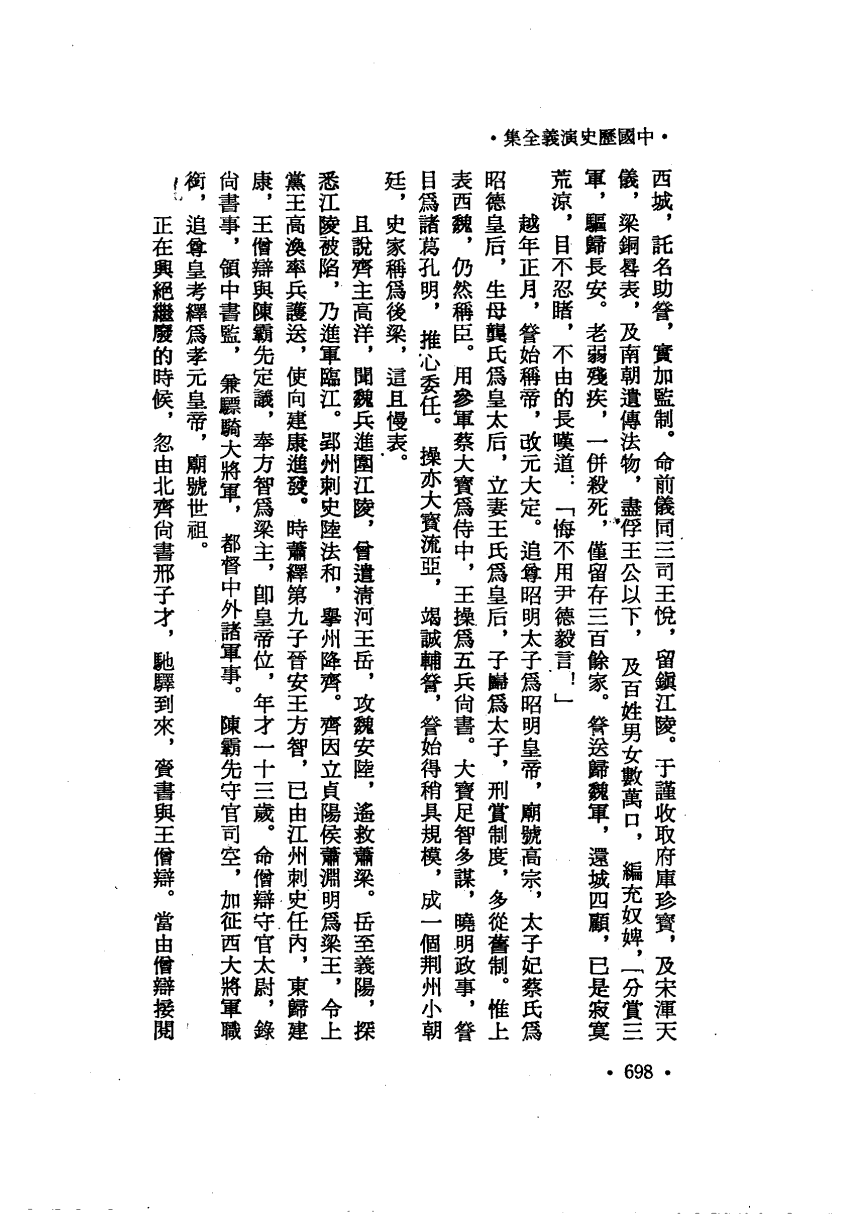 ・中國歷史演義全集・
西城，託名助詧，實加監制。命前儀同三司王悅，留鎭江陵。于謹收取府庫珍寶，及宋渾天
儀，梁銅晷表，及南朝遺傳法物，盡俘王公以下，及百姓男女數萬口，編充奴婢，分賞三
軍，驅歸長安。老弱殘疾，一併殺死，僅留存三百餘家。詧送歸魏軍，還城四顧，已是寂寞
荒涼，目不忍睹，不由的長嘆道：「悔不用尹德毅言！」
越年正月，詧始稱帝，改元大定。追尊昭明太子爲昭明皇帝，廟號高宗，太子妃蔡氏爲
昭德皇后，生母龔氏爲皇太后，立妻王氏爲皇后，子巋爲太子，刑賞制度，多從舊制。惟上
表西魏，仍然稱臣。用參軍蔡大寶爲侍中，王操爲五兵尙書。大寶足智多謀，曉明政事，詧
目爲諸葛孔明，推心委任。操亦大寶流亞，竭誠輔詧，詧始得稍具規模，成一個荆州小朝
廷，史家稱爲後梁，這且慢表。
且說齊主高洋，聞魏兵進圍江陵，曾遣淸河王岳，攻魏安陸，遙救蕭梁。岳至義陽，探
悉江陵被陷，乃進軍臨江。郢州刺史陸法和，擧州降齊。齊因立貞陽侯蕭淵明爲梁王，令上
黨王高渙率兵護送，使向建康進發。時蕭繹第九子晉安王方智，已由江州刺史任內，東歸建
康，王僧辯與陳霸先定議，奉方智爲梁主，卽皇帝位，年才一十三歲。命僧辯守官太尉，錄
尙書事，領中書監，兼驃騎大將軍，都督中外諸軍事。陳霸先守官司空，加征西大將軍職
銜，追尊皇考繹爲孝元皇帝，廟號世祖。
正在興絕繼廢的時候，忽由北齊尙書邢子才，馳驛到來，齎書與王僧辯。當由僧辯接閱
・698・